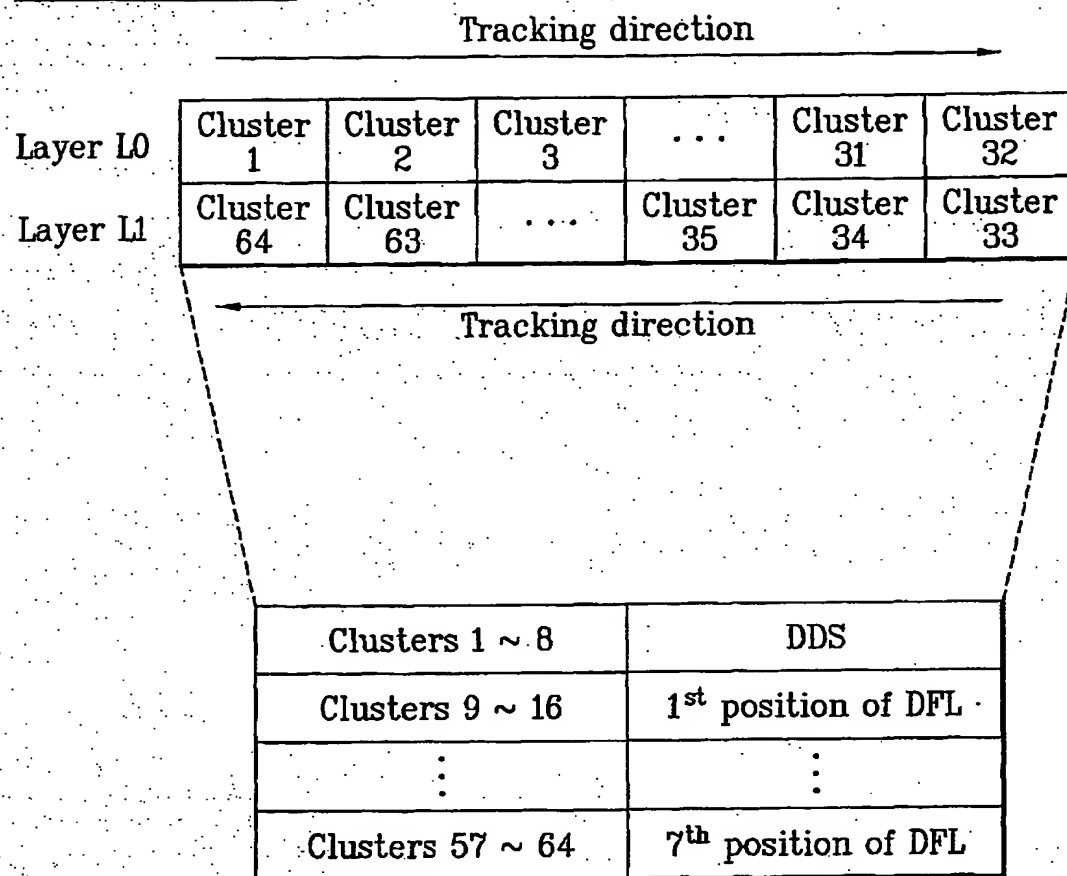 Tracking direction
Layer L0 Cluster 1 Cluster 2 Cluster 3 ... Cluster 31 Cluster 32
Layer L1 Cluster 64 Cluster 63 ... Cluster 35 Cluster 34 Cluster 33
Tracking direction
Clusters 1 ~ 8 DDS
Clusters 9 ~ 16 1st position of DFL
⋮ ⋮
Clusters 57 ~ 64 7th position of DFL